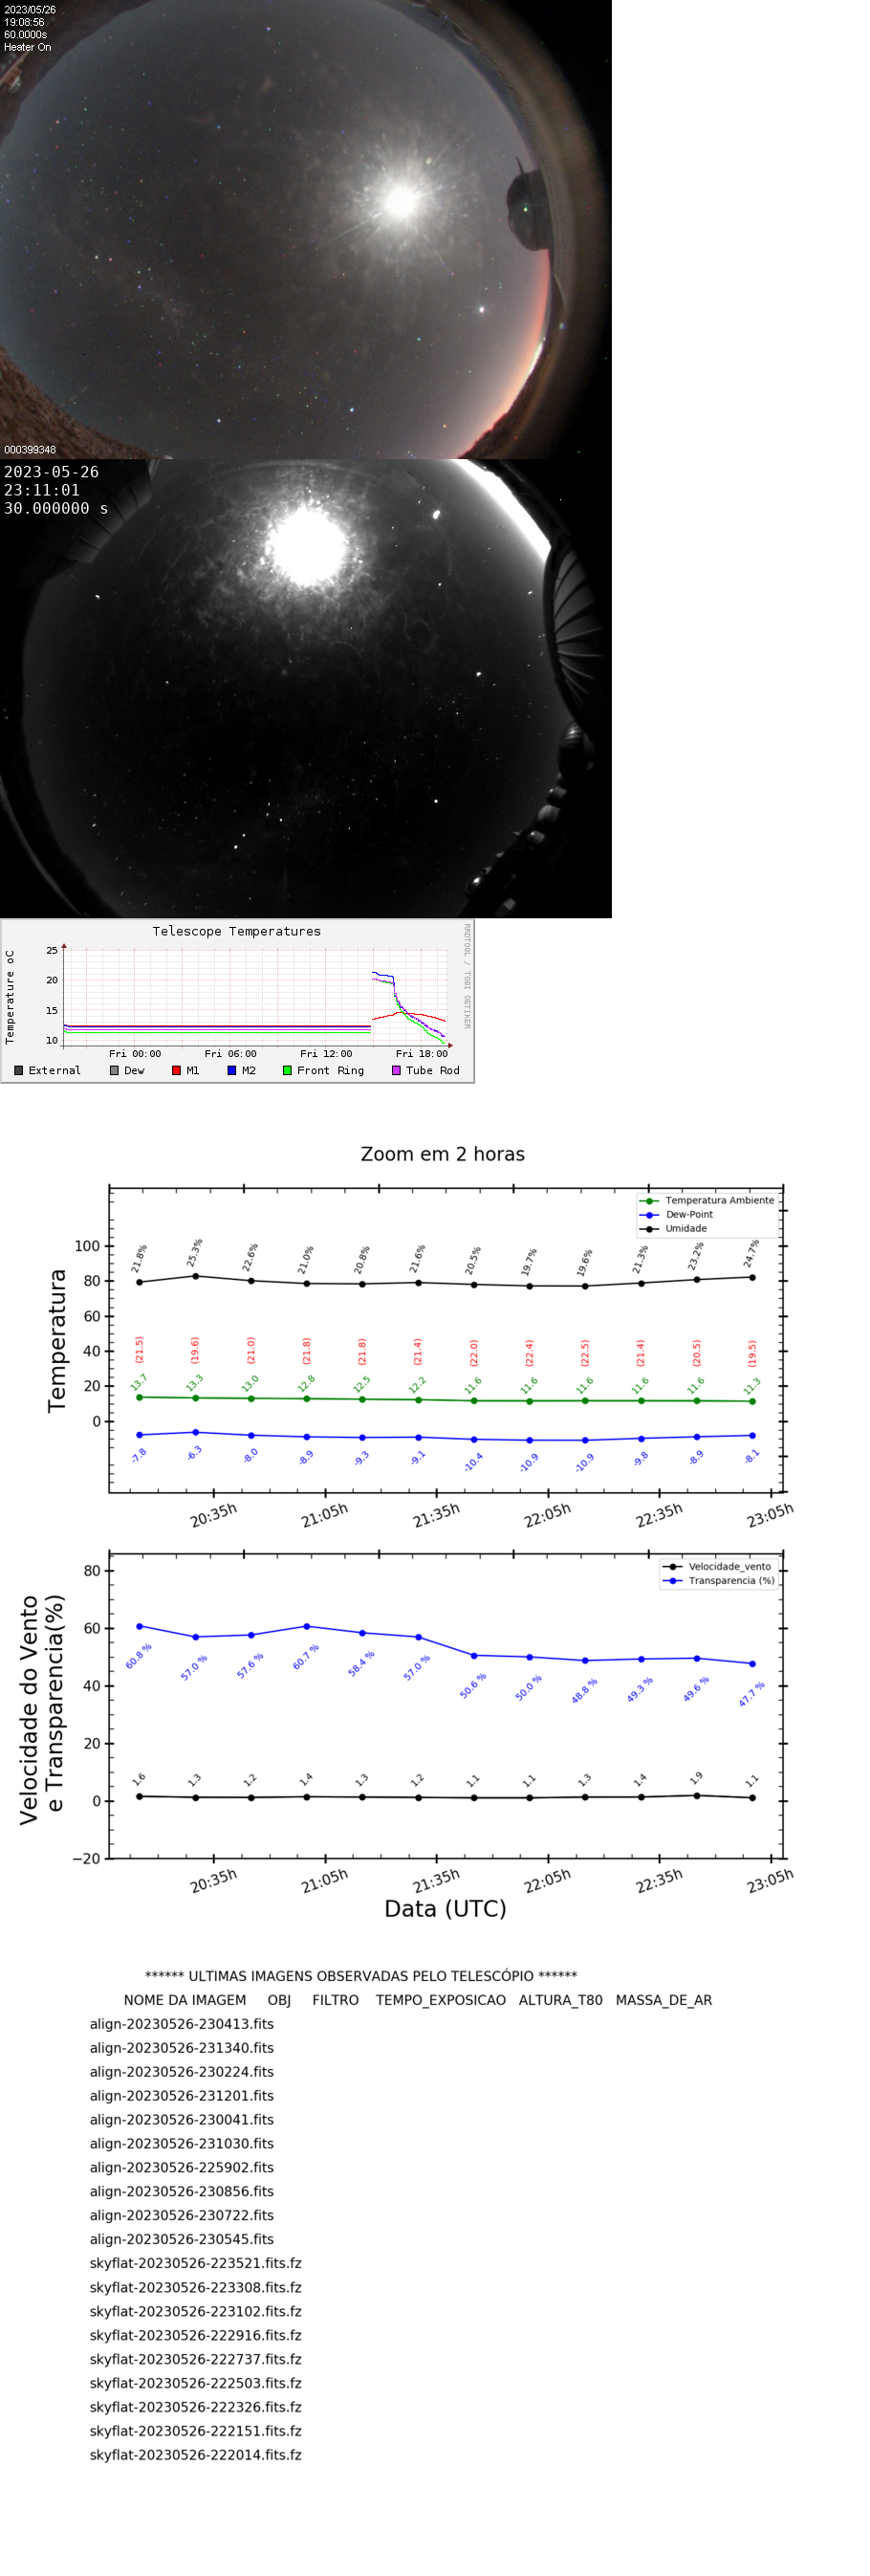 2023/05/26
19:08:56
60.0000s
Heater On
000399348
2023-05-26
23:11:01
30.000000 s
Telescope Temperatures
RRDTOOL / TOBI OETIKER
Temperature oC
25
20
15
10
Fri 00:00 Fri 06:00 Fri 12:00 Fri 18:00
External Dew M1 M2 Front Ring Tube Rod
Zoom em 2 horas
Temperatura Ambiente
Dew-Point
Umidade
Temperatura
100
80
60
40
20
0
21.8% 25.3% 22.6% 21.0% 20.8% 21.6% 20.5% 19.7% 19.6% 21.3% 23.2% 24.7%
(21.5) (19.6) (21.0) (21.8) (21.8) (21.4) (22.0) (22.4) (22.5) (21.4) (20.5) (19.5)
13.7 13.3 13.0 12.8 12.5 12.2 11.6 11.6 11.6 11.6 11.6 11.3
-7.8 -6.3 -8.0 -8.9 -9.3 -9.1 -10.4 -10.9 -10.9 -9.8 -8.9 -8.1
20:35h 21:05h 21:35h 22:05h 22:35h 23:05h
Velocidade_vento
Transparencia (%)
Velocidade do Vento
e Transparencia(%)
80
60
40
20
0
−20
60.8 % 57.0 % 57.6 % 60.7 % 58.4 % 57.0 % 50.6 % 50.0 % 48.8 % 49.3 % 49.6 % 47.7 %
1.6 1.3 1.2 1.4 1.3 1.2 1.1 1.1 1.3 1.4 1.9 1.1
20:35h 21:05h 21:35h 22:05h 22:35h 23:05h
Data (UTC)
****** ULTIMAS IMAGENS OBSERVADAS PELO TELESCÓPIO ******
NOME DA IMAGEM OBJ FILTRO TEMPO_EXPOSICAO ALTURA_T80 MASSA_DE_AR
align-20230526-230413.fits
align-20230526-231340.fits
align-20230526-230224.fits
align-20230526-231201.fits
align-20230526-230041.fits
align-20230526-231030.fits
align-20230526-225902.fits
align-20230526-230856.fits
align-20230526-230722.fits
align-20230526-230545.fits
skyflat-20230526-223521.fits.fz
skyflat-20230526-223308.fits.fz
skyflat-20230526-223102.fits.fz
skyflat-20230526-222916.fits.fz
skyflat-20230526-222737.fits.fz
skyflat-20230526-222503.fits.fz
skyflat-20230526-222326.fits.fz
skyflat-20230526-222151.fits.fz
skyflat-20230526-222014.fits.fz